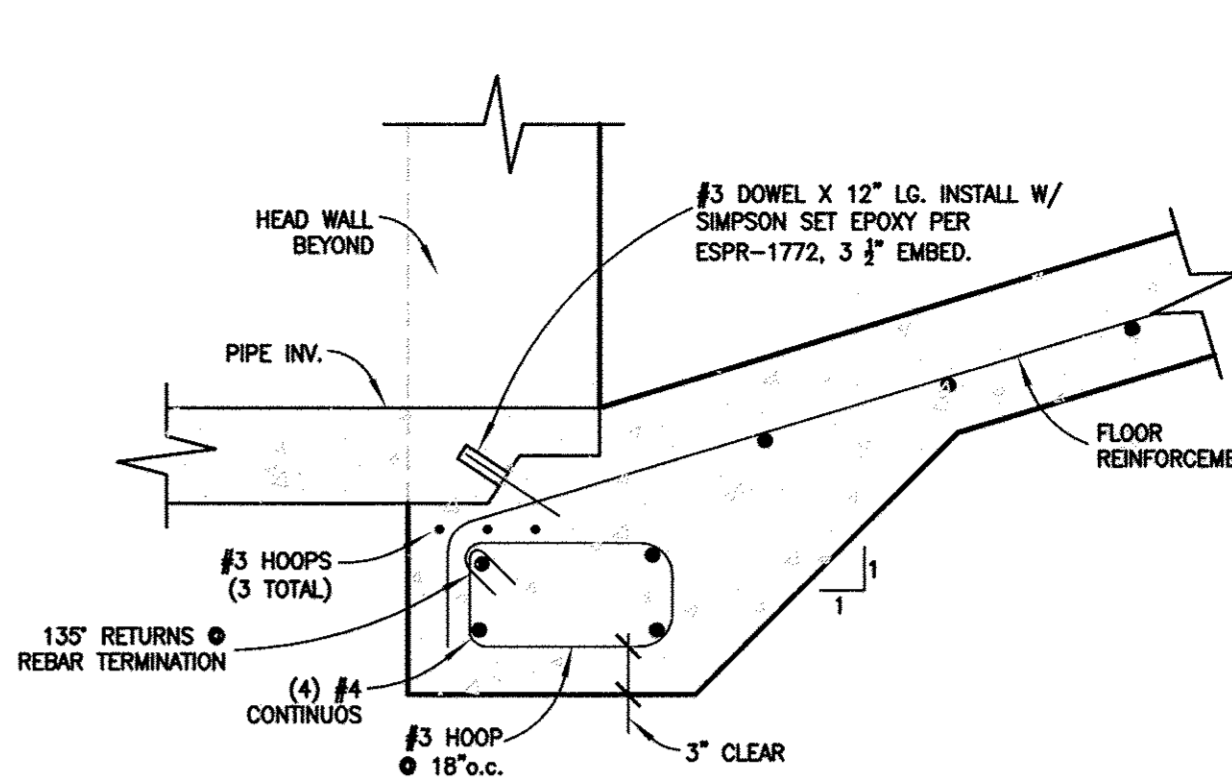 #3 DOWEL X 12" LG. INSTALL W/
SIMPSON SET EPOXY PER
ESPR-1772, 3 ½" EMBED.
HEAD WALL
BEYOND
PIPE INV.
FLOOR
REINFORCEME
#3 HOOPS
(3 TOTAL)
1
1
135° RETURNS @
REBAR TERMINATION
(4) #4
CONTINUOS
#3 HOOP
@ 18"o.c.
3" CLEAR